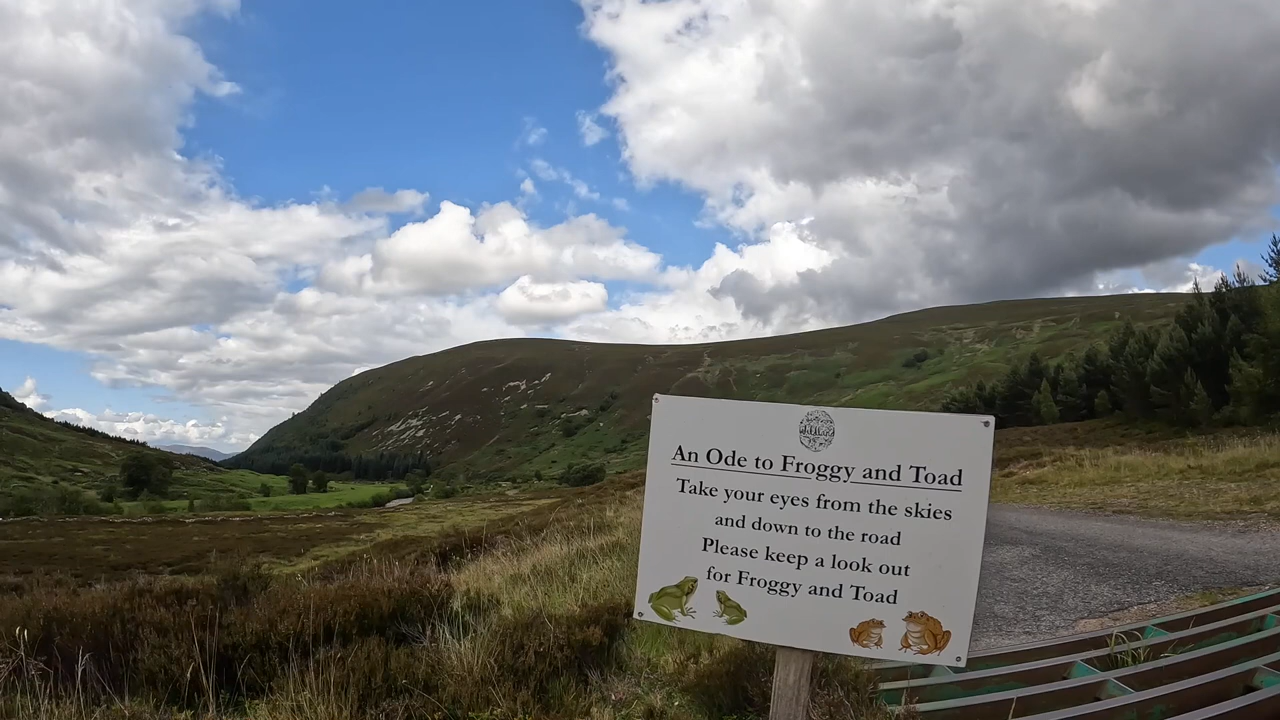 An Ode to Froggy and Toad
Take your eyes from the skies
and down to the road
Please keep a look out
for Froggy and Toad